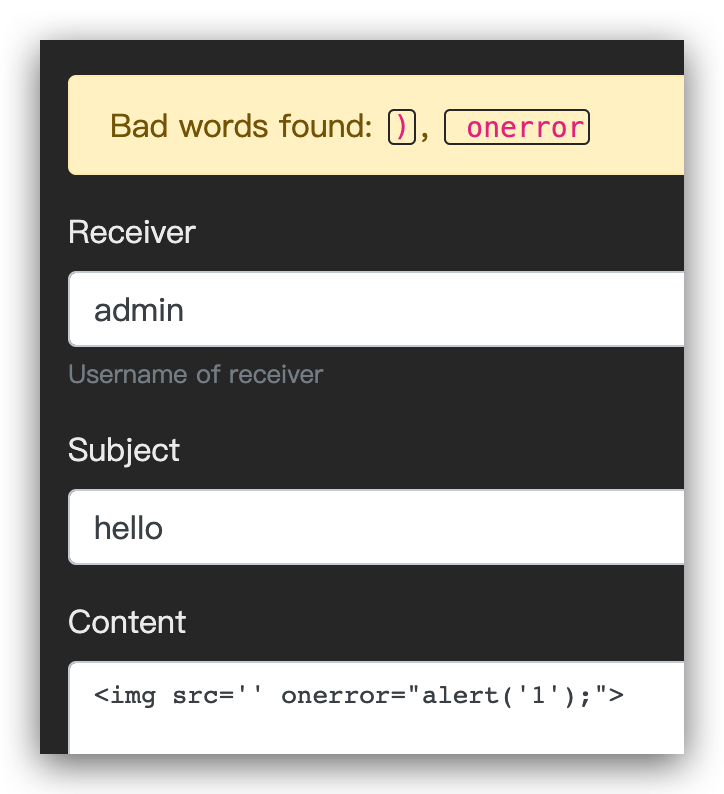 Bad words found: ), onerror
Receiver
admin
Username of receiver
Subject
hello
Content
<img src='' onerror="alert('1');">